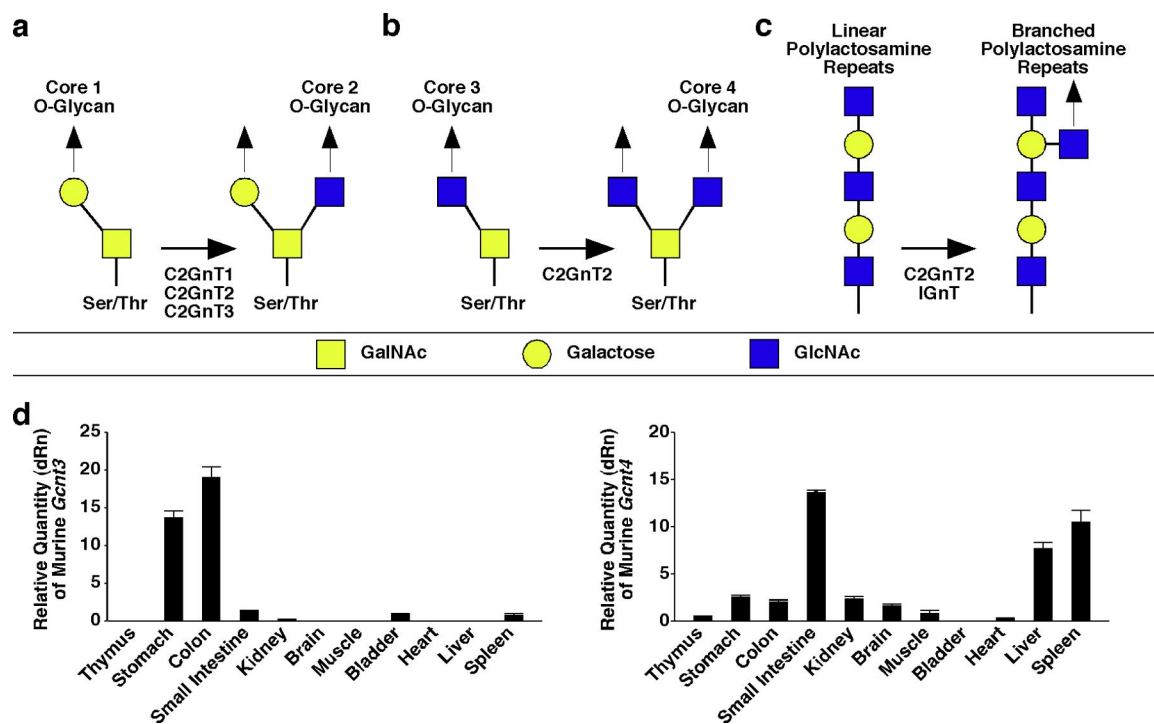 a
Core 1
O-Glycan
Core 2
O-Glycan
C2GnT1
C2GnT2
C2GnT3
Ser/Thr
Ser/Thr
b
Core 3
O-Glycan
Core 4
O-Glycan
C2GnT2
Ser/Thr
Ser/Thr
c
Linear
Polylactosamine
Repeats
Branched
Polylactosamine
Repeats
C2GnT2
IGnT
GalNAc
Galactose
GlcNAc
d
Relative Quantity (dRn)
of Murine Gcnt3
25
20
15
10
5
0
Thymus
Stomach
Colon
Small Intestine
Kidney
Brain
Muscle
Bladder
Heart
Liver
Spleen
Relative Quantity (dRn)
of Murine Gcnt4
20
15
10
5
0
Thymus
Stomach
Colon
Small Intestine
Kidney
Brain
Muscle
Bladder
Heart
Liver
Spleen